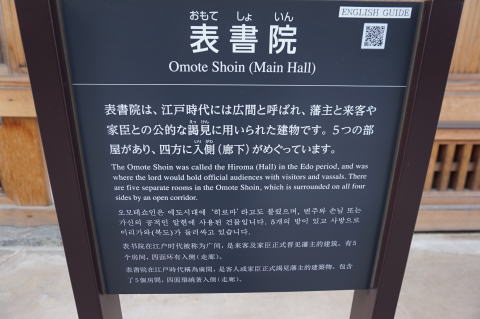 ENGLISH GUIDE
おもて しょ いん
表書院
Omote Shoin (Main Hall)
表書院は、江戸時代には広間と呼ばれ、藩主と来客や
えっ けん
家臣との公的な謁見に用いられた建物です。5つの部
いり がわ
屋があり、四方に入側(廊下)がめぐっています。
The Omote Shoin was called the Hiroma (Hall) in the Edo period, and was
where the lord would hold official audiences with visitors and vassals. There
are five separate rooms in the Omote Shoin, which is surrounded on all four
sides by an open corridor.
오모테쇼인은 에도시대에 '히로마'라고도 불렸으며, 번주와 손님 또는
가신의 공적인 알현에 사용된 건물입니다. 5개의 방이 있고 사방으로
이리가와(복도)가 둘러싸고 있습니다.
表书院在江户时代被称为广间，是来客及家臣正式晋见藩主的建筑。有5
个房间，四面环有入侧（走廊）。
表書院在江戶時代稱為廣間，是客人或家臣正式謁見藩主的建築物。包含
了5個房間，四面環繞著入側（走廊）。